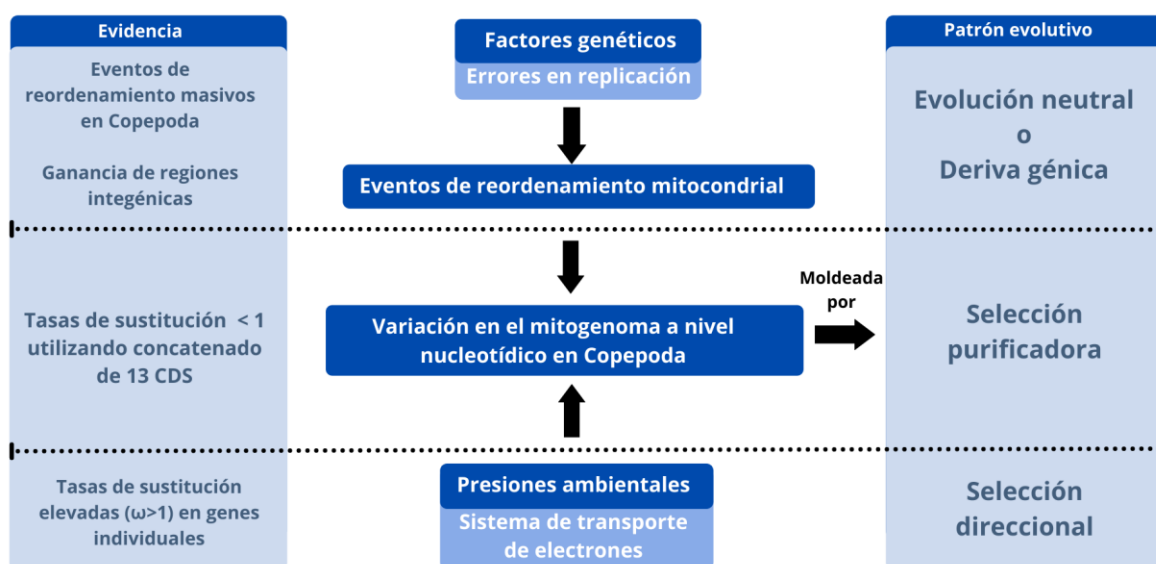 Evidencia
Eventos de
reordenamiento masivos
en Copepoda
Ganancia de regiones
integénicas
Tasas de sustitución < 1
utilizando concatenado
de 13 CDS
Tasas de sustitución
elevadas (ω>1) en genes
individuales
Factores genéticos
Errores en replicación
Eventos de reordenamiento mitocondrial
Variación en el mitogenoma a nivel
nucleotídico en Copepoda
Moldeada
por
Presiones ambientales
Sistema de transporte
de electrones
Patrón evolutivo
Evolución neutral
o
Deriva génica
Selección
purificadora
Selección
direccional